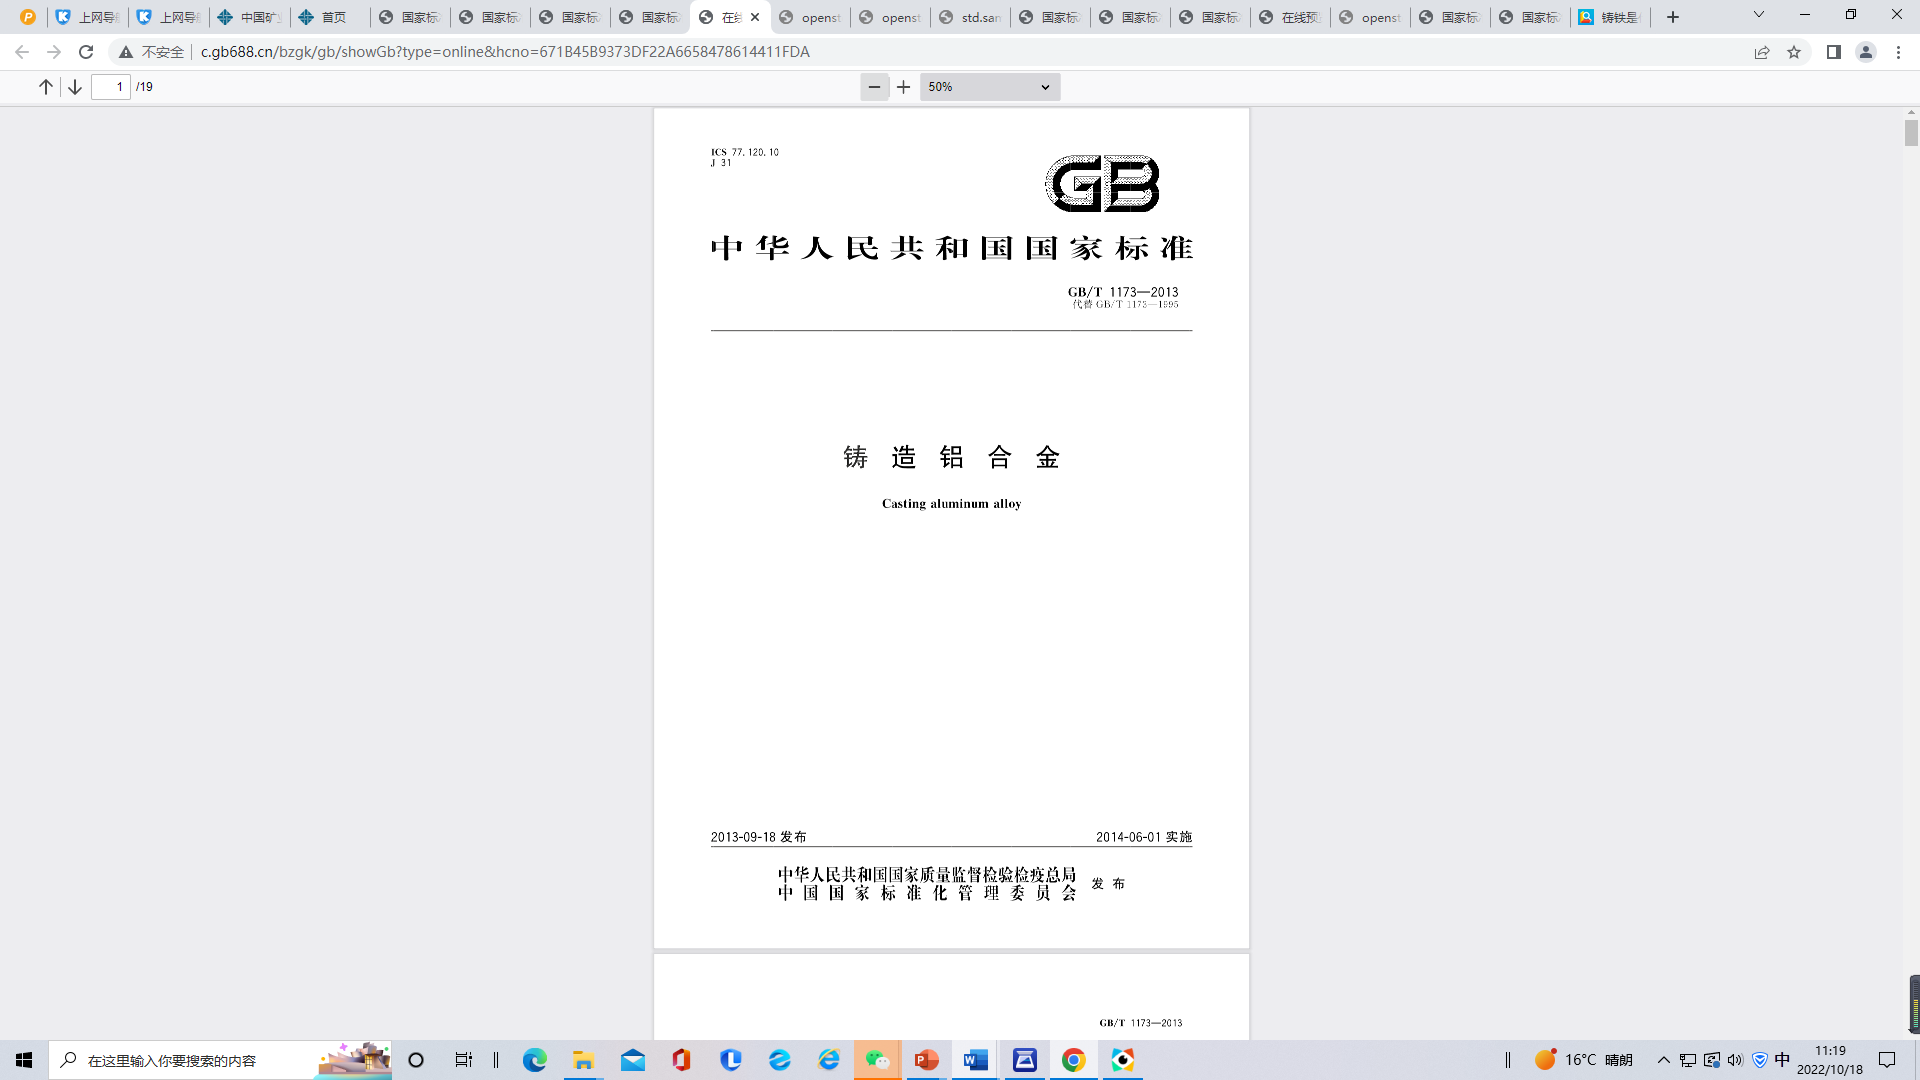 上网导
上网导
中国矿
首页
国家标
国家标
国家标
国家标
在线
openst
openst
std.san
国家标
国家标
国家标
在线预
openst
国家标
国家标
铸铁是
不安全
c.gb688.cn/bzgk/gb/showGb?type=online&hcno=671B45B9373DF22A6658478614411FDA
1 /19
50%
ICS 77.120.10
J 31
GB
中华人民共和国国家标准
GB/T 1173—2013
代替 GB/T 1173—1995
铸造铝合金
Casting aluminum alloy
2013-09-18 发布
2014-06-01 实施
中华人民共和国国家质量监督检验检疫总局
中国国家标准化管理委员会
发布
GB/T 1173—2013
在这里输入你要搜索的内容
16°C 晴朗
中
11:19
2022/10/18